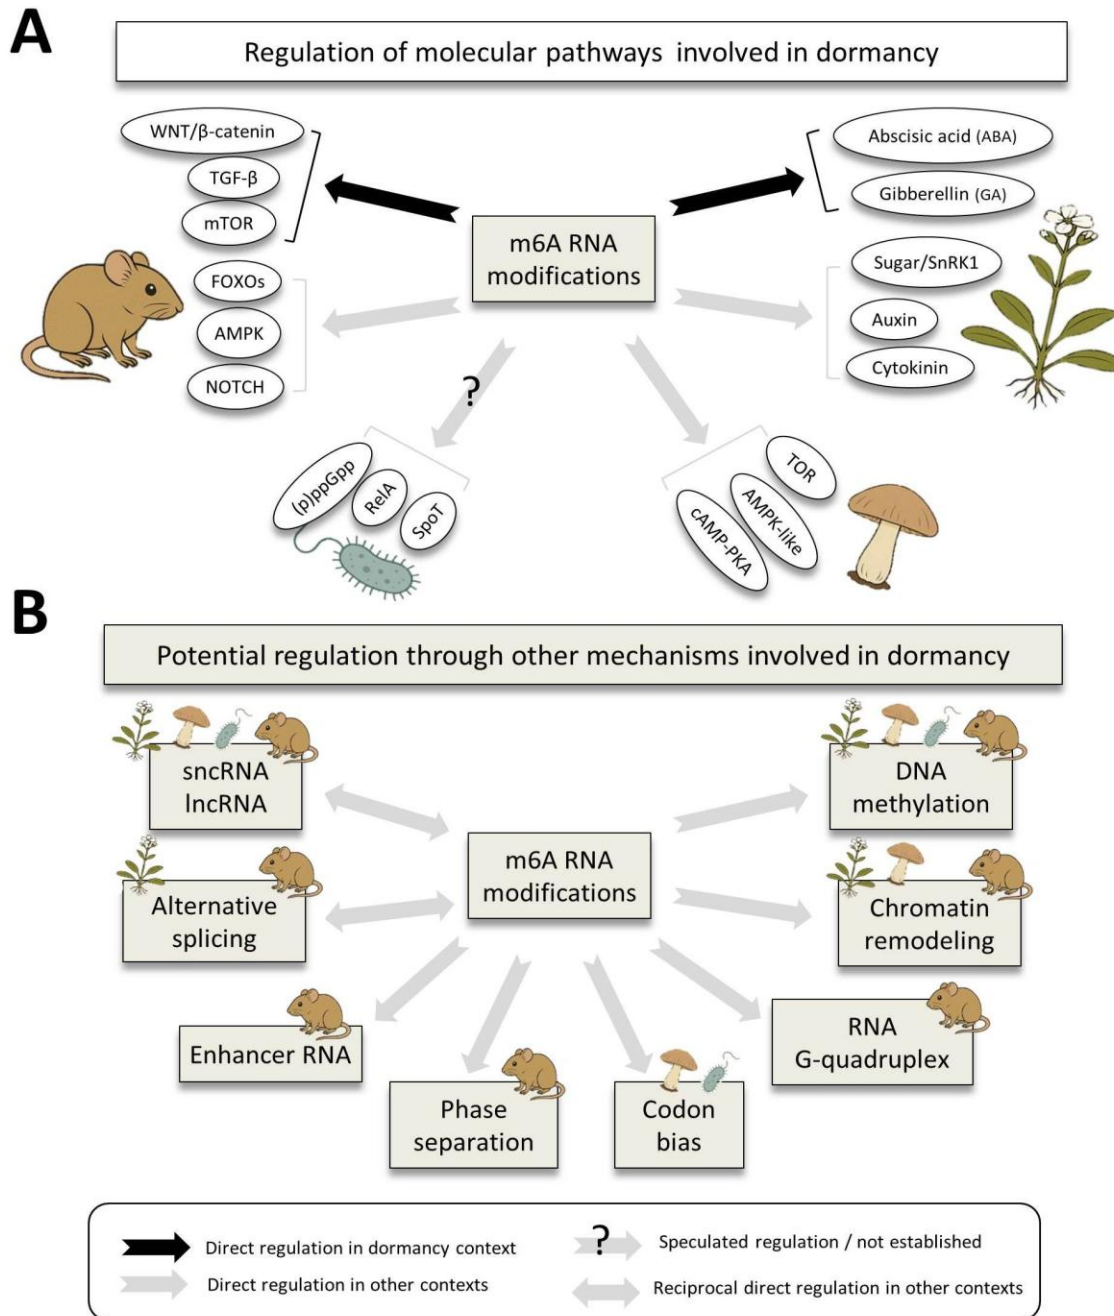 A
Regulation of molecular pathways involved in dormancy
WNT/β-catenin
TGF-β
mTOR
FOXOs
AMPK
NOTCH
m6A RNA
modifications
Abscisic acid (ABA)
Gibberellin (GA)
Sugar/SnRK1
Auxin
Cytokinin
?
(p)ppGpp
RelA
SpoT
TOR
AMPK-like
cAMP-PKA
B
Potential regulation through other mechanisms involved in dormancy
sncRNA
lncRNA
Alternative
splicing
Enhancer RNA
Phase
separation
m6A RNA
modifications
Codon
bias
RNA
G-quadruplex
Chromatin
remodeling
DNA
methylation
Direct regulation in dormancy context
Direct regulation in other contexts
?
Speculated regulation / not established
Reciprocal direct regulation in other contexts